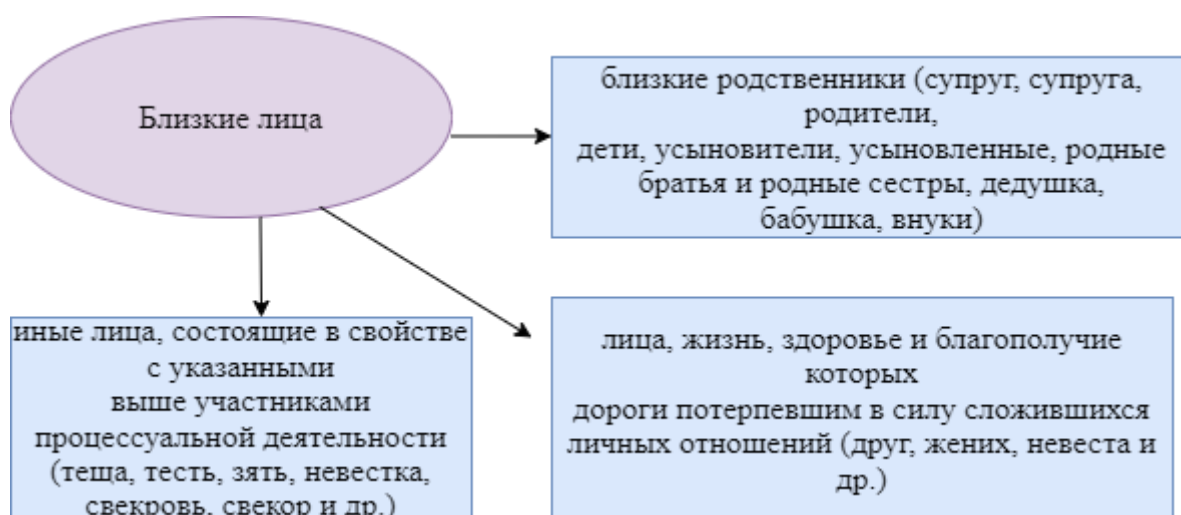 Близкие лица
близкие родственники (супруг, супруга,
родители,
дети, усыновители, усыновленные, родные
братья и родные сестры, дедушка,
бабушка, внуки)
иные лица, состоящие в свойстве
с указанными
выше участниками
процессуальной деятельности
(теща, тесть, зять, невестка,
свекровь, свекор и др.)
лица, жизнь, здоровье и благополучие
которых
дороги потерпевшим в силу сложившихся
личных отношений (друг, жених, невеста и
др.)